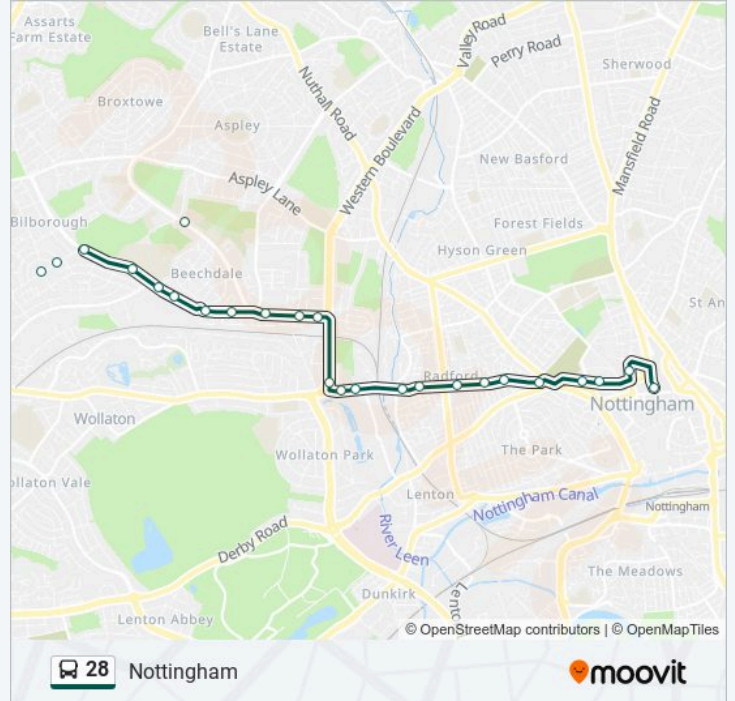 Assarts
Farm Estate
Bell's Lane
Estate
Valley Road
Perry Road
Sherwood
Nuthall Road
Broxtowe
Aspley
Western Boulevard
Mansfield Road
New Basford
Aspley Lane
Bilborough
Forest Fields
Hyson Green
Beechdale
St An
Radford
Nottingham
Wollaton
The Park
Wollaton Park
ollaton Vale
Lenton
Nottingham Canal
Nottingham
River Leen
Derby Road
The Meadows
Dunkirk
Lento
Lenton Abbey
© OpenStreetMap contributors | © OpenMapTiles
28 Nottingham
moovit